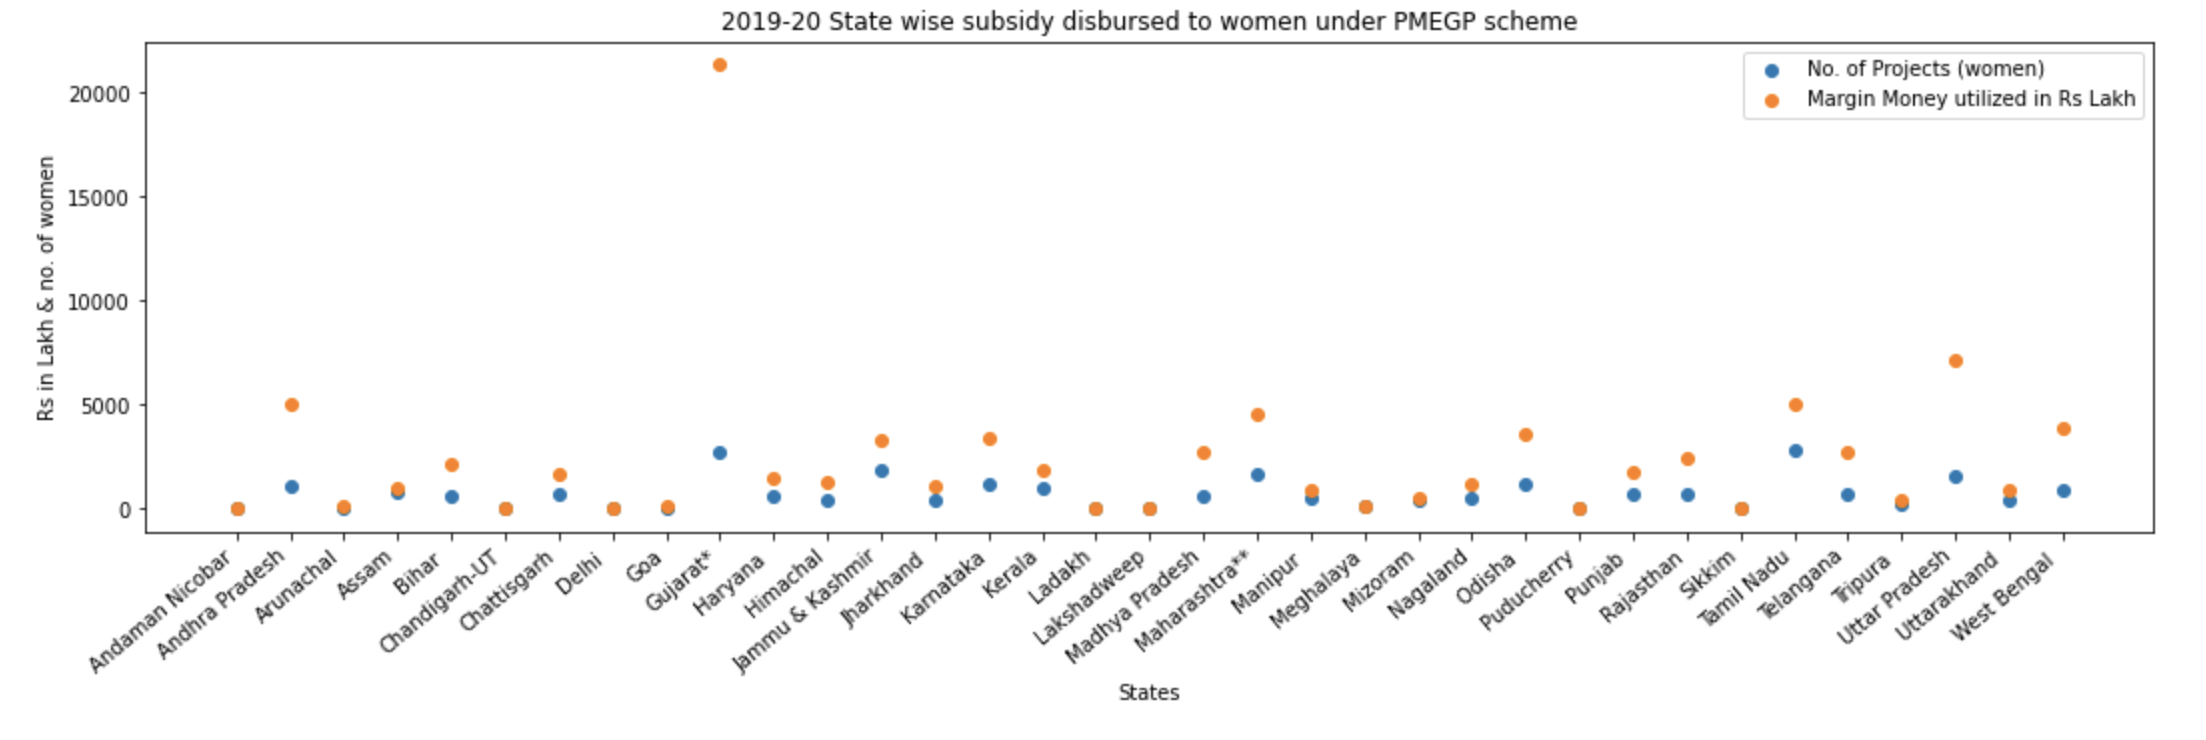 2019-20 State wise subsidy disbursed to women under PMEGP scheme
No. of Projects (women)
Margin Money utilized in Rs Lakh
Rs in Lakh & no. of women
20000
15000
10000
5000
0
Andaman Nicobar
Andhra Pradesh
Arunachal
Assam
Bihar
Chandigarh-UT
Chattisgarh
Delhi
Goa
Gujarat*
Haryana
Himachal
Jammu & Kashmir
Jharkhand
Karnataka
Kerala
Ladakh
Lakshadweep
Madhya Pradesh
Maharashtra**
Manipur
Meghalaya
Mizoram
Nagaland
Odisha
Puducherry
Punjab
Rajasthan
Sikkim
Tamil Nadu
Telangana
Tripura
Uttar Pradesh
Uttarakhand
West Bengal
States